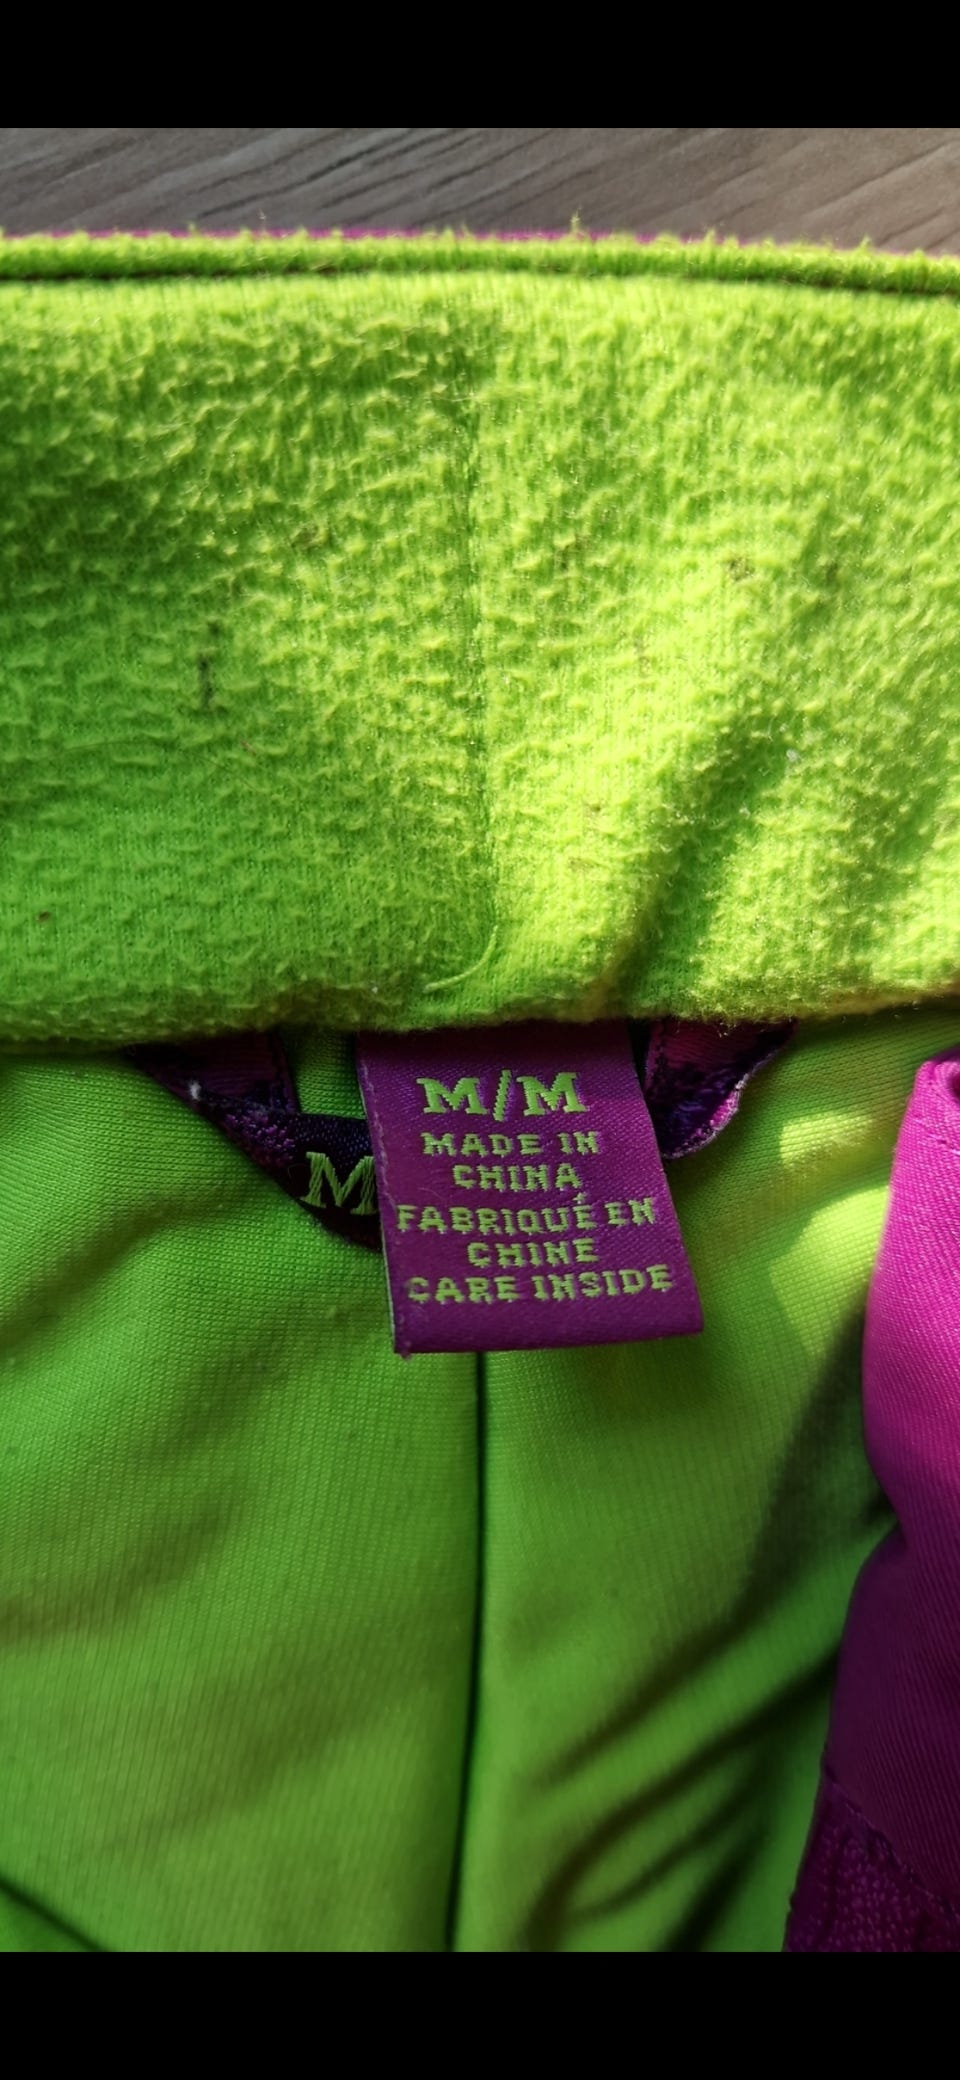 M/M
MADE IN
CHINA
FABRIQUÉ EN
CHINE
CARE INSIDE
M